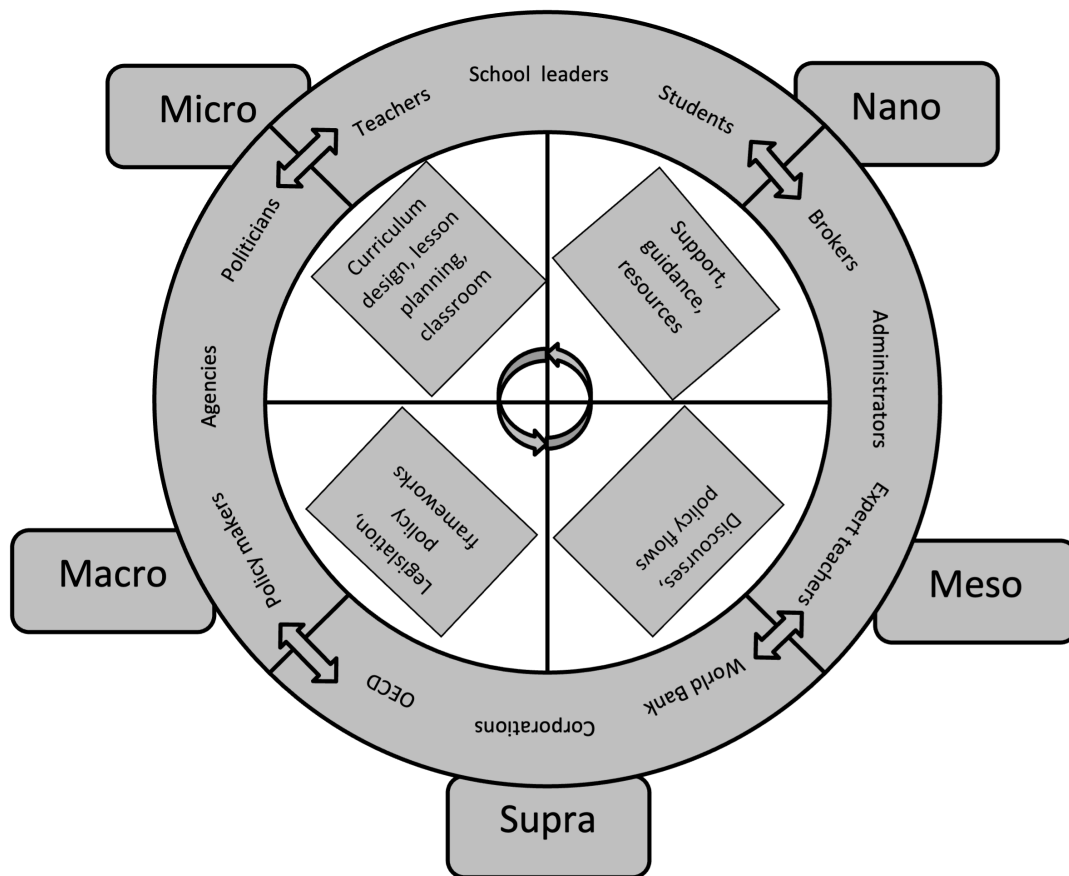 Micro
Nano
School leaders
Teachers
Students
Politicians
Brokers
Agencies
Administrators
Policy makers
Expert teachers
OECD
Corporations
World Bank
Curriculum
design, lesson
planning,
classroom
Support,
guidance,
resources
Legislation,
policy
frameworks
Discourses,
policy flows
Macro
Meso
Supra